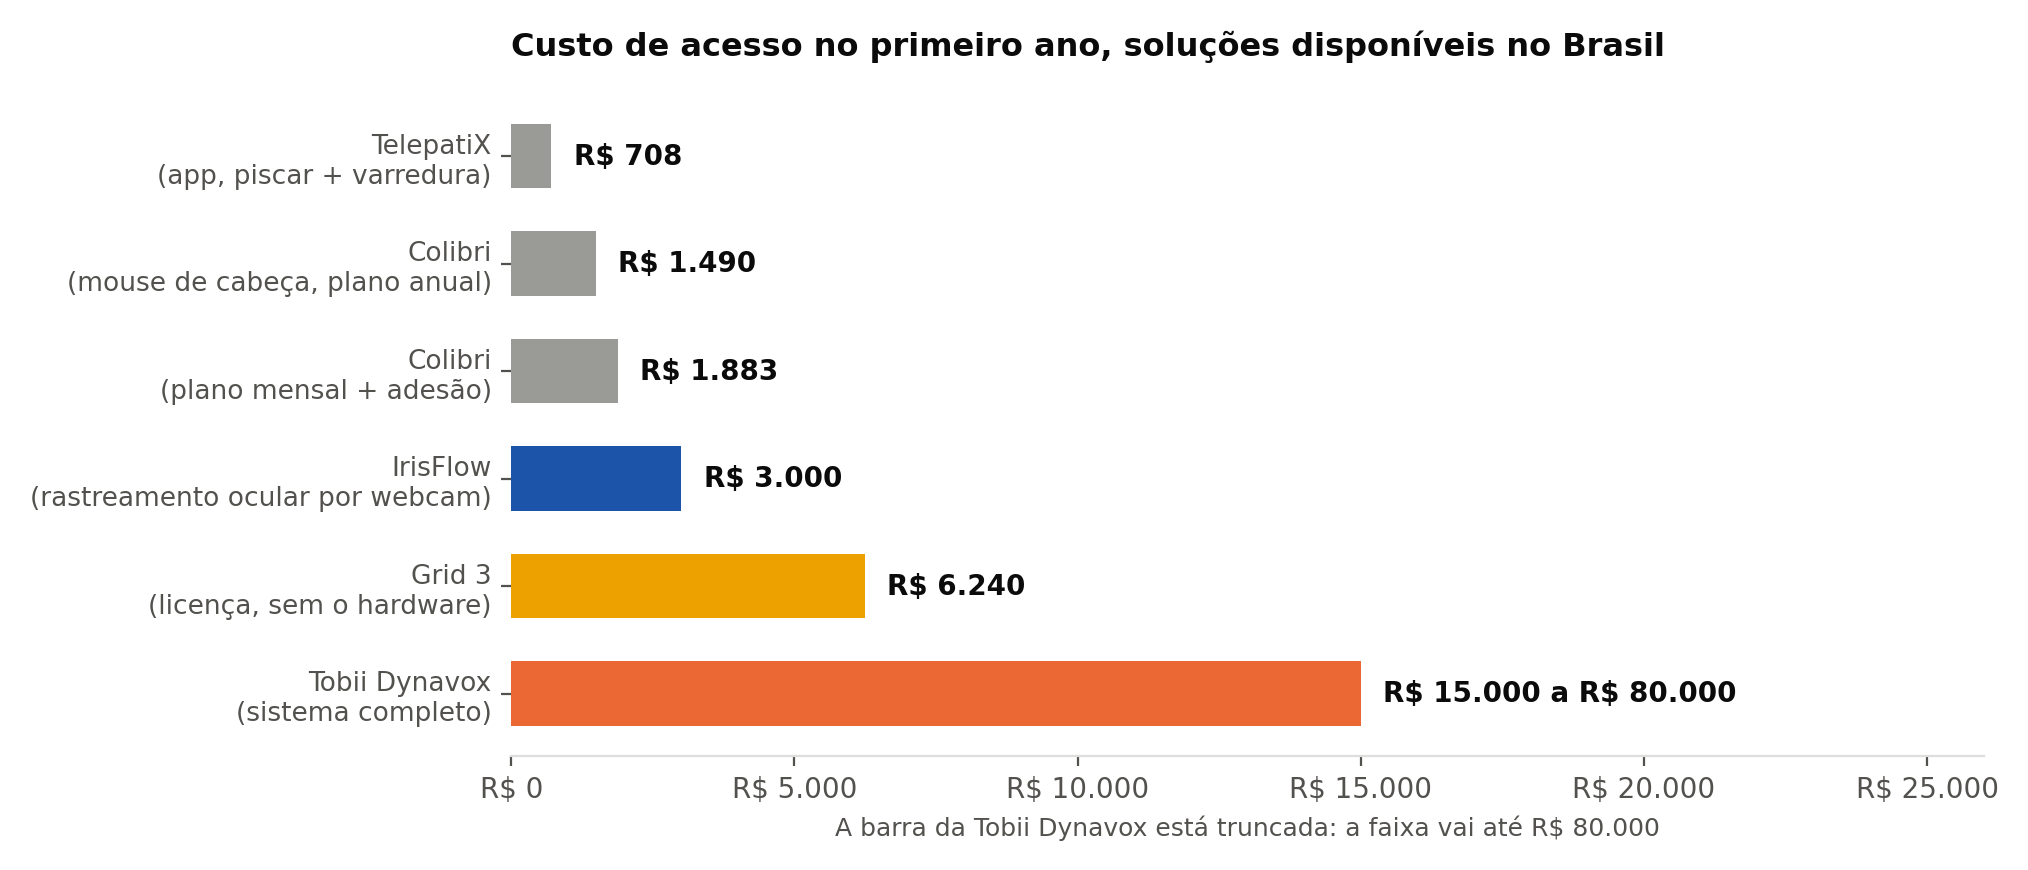 Custo de acesso no primeiro ano, soluções disponíveis no Brasil
TelepatiX
(app, piscar + varredura)
R$ 708
Colibri
(mouse de cabeça, plano anual)
R$ 1.490
Colibri
(plano mensal + adesão)
R$ 1.883
IrisFlow
(rastreamento ocular por webcam)
R$ 3.000
Grid 3
(licença, sem o hardware)
R$ 6.240
Tobii Dynavox
(sistema completo)
R$ 15.000 a R$ 80.000
R$ 0 R$ 5.000 R$ 10.000 R$ 15.000 R$ 20.000 R$ 25.000
A barra da Tobii Dynavox está truncada: a faixa vai até R$ 80.000